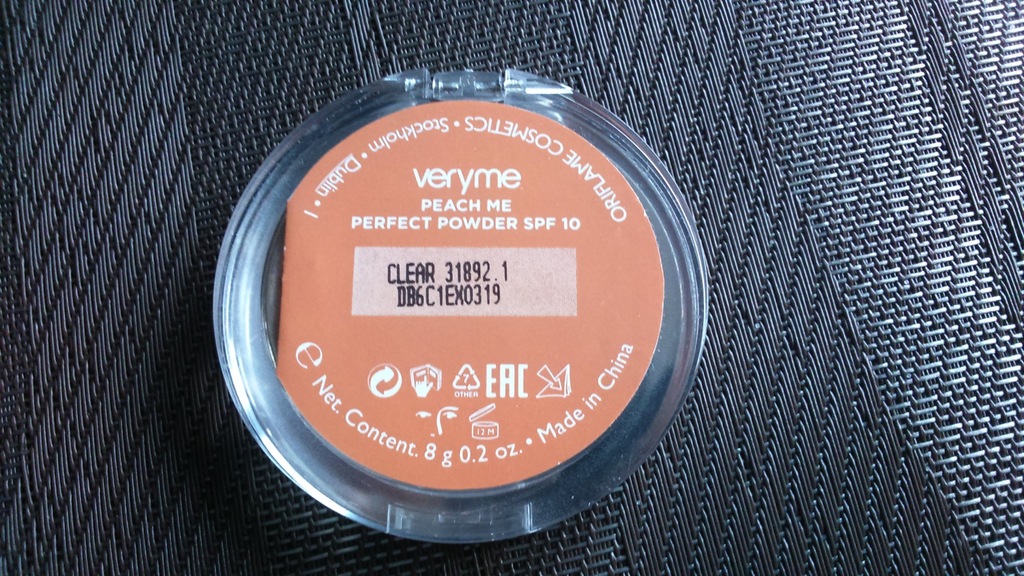 ORIFLAME COSMETICS • Stockholm • Dublin • I
veryme
PEACH ME
PERFECT POWDER SPF 10
CLEAR 31892.1
DB6C1EX0319
OTHER
EAC
12 M
e Net. Content. 8 g 0.2 oz. • Made in China